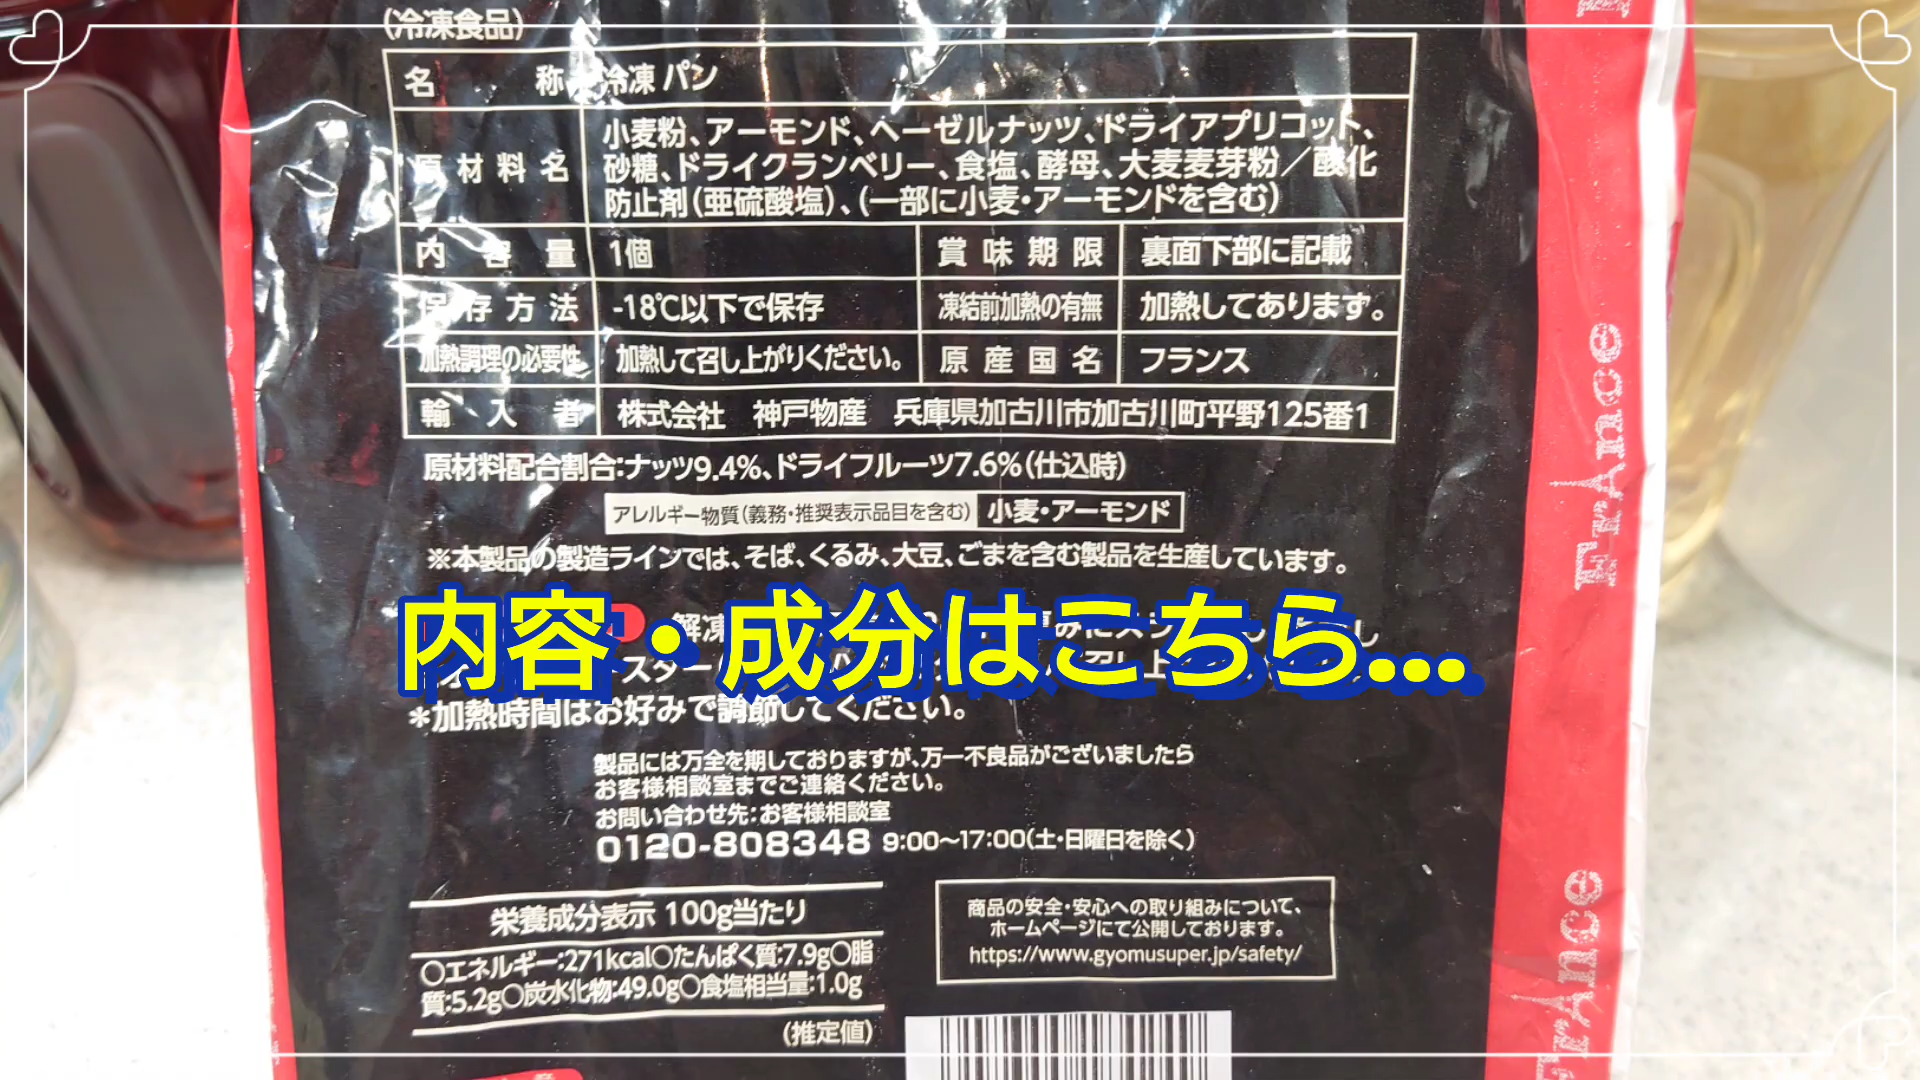 (冷凍食品)
名称 冷凍 パン
原材料名 小麦粉、アーモンド、ヘーゼルナッツ、ドライアプリコット、
砂糖、ドライクランベリー、食塩、酵母、大麦麦芽粉／酸化
防止剤(亜硫酸塩)、(一部に小麦・アーモンドを含む)
内容量 1個 賞味期限 裏面下部に記載
保存方法 -18℃以下で保存 凍結前加熱の有無 加熱してあります。
加熱調理の必要性 加熱して召し上がりください。 原産国名 フランス
輸入者 株式会社 神戸物産 兵庫県加古川市加古川町平野125番1
原材料配合割合:ナッツ9.4%、ドライフルーツ7.6%(仕込時)
アレルギー物質(義務・推奨表示品目を含む) 小麦・アーモンド
※本製品の製造ラインでは、そば、くるみ、大豆、ごまを含む製品を生産しています。
内容・成分はこちら...
解凍
スター
*加熱時間はお好みで調節してください。
製品には万全を期しておりますが、万一不良品がございましたら
お客様相談室までご連絡ください。
お問い合わせ先:お客様相談室
0120-808348 9:00～17:00(土・日曜日を除く)
栄養成分表示 100g当たり
○エネルギー:271kcal○たんぱく質:7.9g○脂
質:5.2g○炭水化物:49.0g○食塩相当量:1.0g
(推定値)
商品の安全・安心への取り組みについて、
ホームページにて公開しております。
https://www.gyomusuper.jp/safety/
France
France